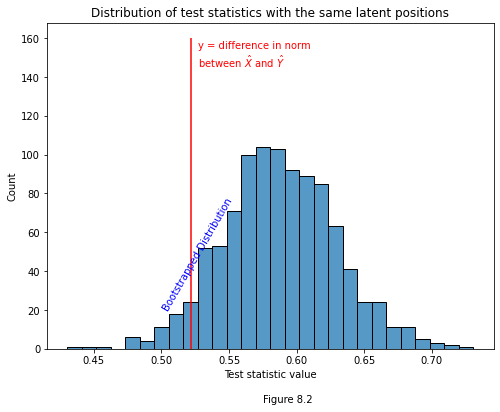 Distribution of test statistics with the same latent positions
160
140
120
100
80
60
40
20
0
Count
y = difference in norm
between X̂ and Ŷ
Bootstrapped Distribution
0.45 0.50 0.55 0.60 0.65 0.70
Test statistic value
Figure 8.2